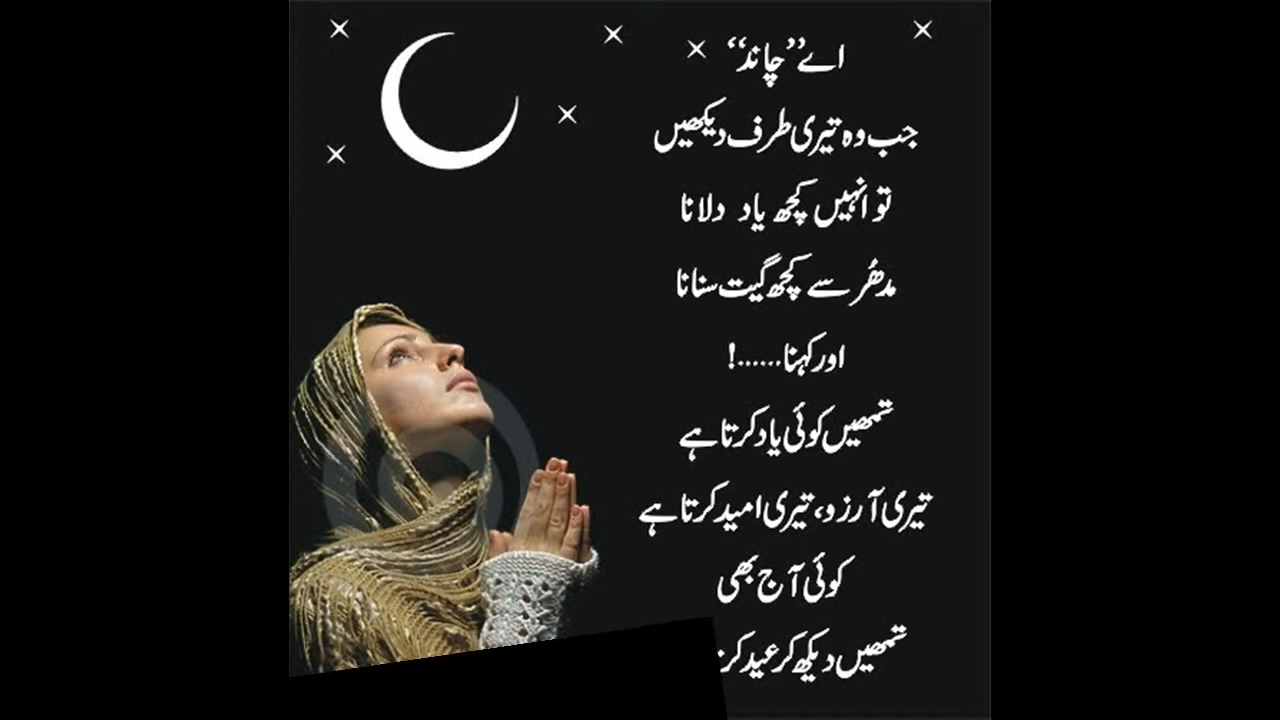 اے ”چاند“
جب وہ تیری طرف دیکھیں
تو انہیں کچھ یاد دلانا
مدھُر سے کچھ گیت سنانا
اور کہنا......!
تمھیں کوئی یاد کرتا ہے
تیری آرزو، تیری امید کرتا ہے
کوئی آج بھی
تمھیں دیکھ کر عید